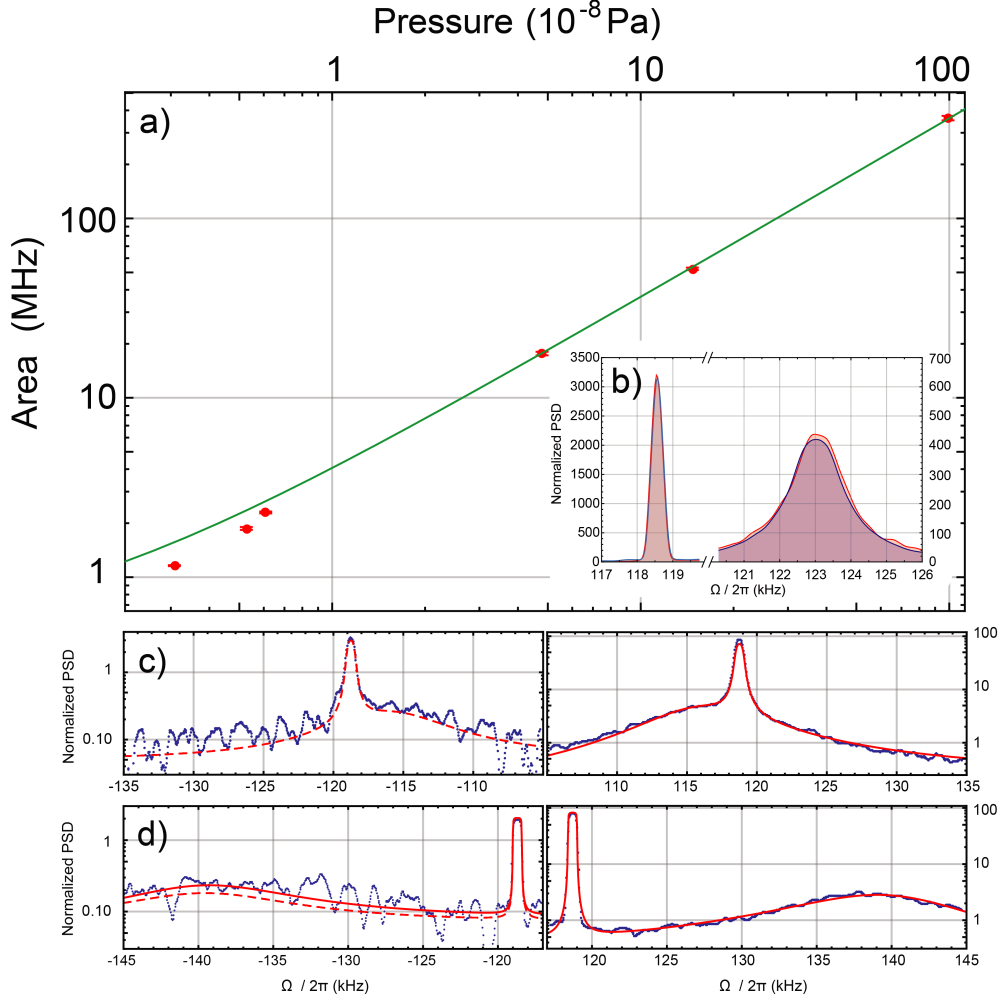 Pressure (10⁻⁸ Pa)
1 10 100
a)
100
10
1
Area (MHz)
b)
3500
3000
2500
2000
1500
1000
500
0
Normalized PSD
700
600
500
400
300
200
100
0
117 118 119 121 122 123 124 125 126
Ω / 2π (kHz)
c)
Normalized PSD
1
0.10
-135 -130 -125 -120 -115 -110
100
10
1
110 115 120 125 130 135
d)
Normalized PSD
1
0.10
-145 -140 -135 -130 -125 -120
100
10
1
120 125 130 135 140 145
Ω / 2π (kHz)
Ω / 2π (kHz)